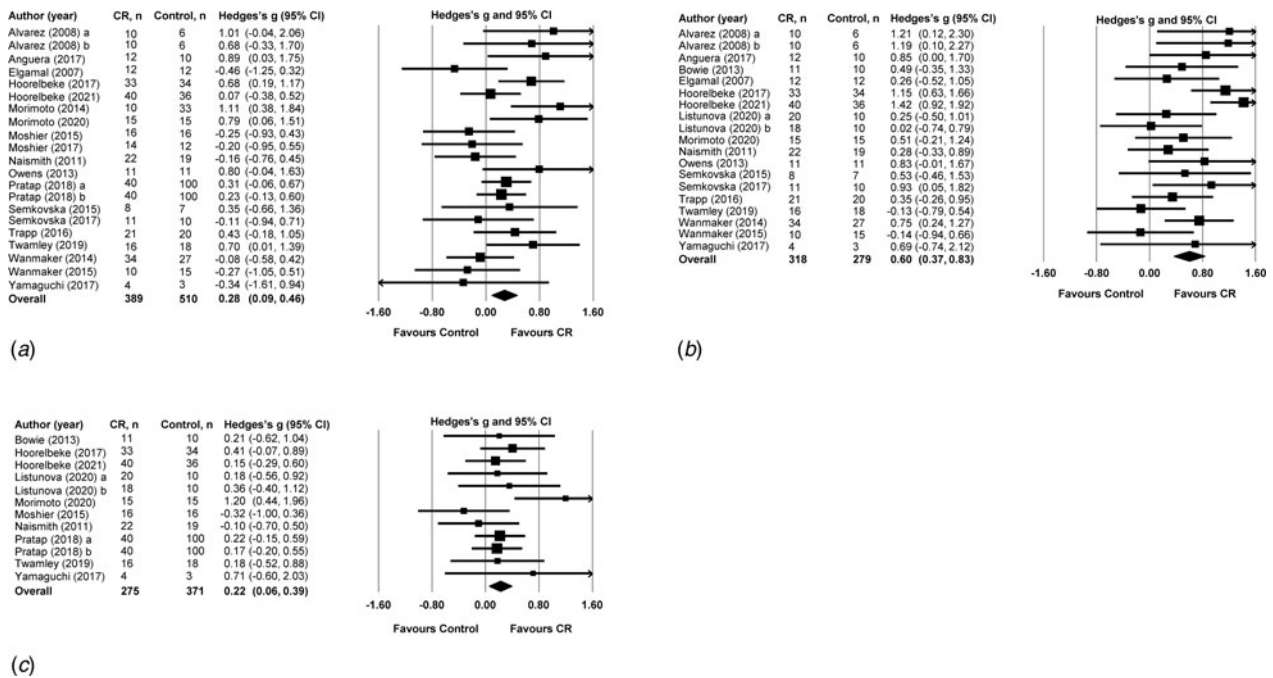 Author (year) CR, n Control, n Hedges's g (95% CI) Hedges's g and 95% CI
Alvarez (2008) a 10 6 1.01 (-0.04, 2.06)
Alvarez (2008) b 10 6 0.68 (-0.33, 1.70)
Anguera (2017) 12 10 0.89 (0.03, 1.75)
Elgamal (2007) 12 12 -0.46 (-1.25, 0.32)
Hoorelbeke (2017) 33 34 0.68 (0.19, 1.17)
Hoorelbeke (2021) 40 36 0.07 (-0.38, 0.52)
Morimoto (2014) 10 33 1.11 (0.38, 1.84)
Morimoto (2020) 15 15 0.79 (0.06, 1.51)
Moshier (2015) 16 16 -0.25 (-0.93, 0.43)
Moshier (2017) 14 12 -0.20 (-0.95, 0.55)
Naismith (2011) 22 19 -0.16 (-0.76, 0.45)
Owens (2013) 11 11 0.80 (-0.04, 1.63)
Pratap (2018) a 40 100 0.31 (-0.06, 0.67)
Pratap (2018) b 40 100 0.23 (-0.13, 0.60)
Semkovska (2015) 8 7 0.35 (-0.66, 1.36)
Semkovska (2017) 11 10 -0.11 (-0.94, 0.71)
Trapp (2016) 21 20 0.43 (-0.18, 1.05)
Twamley (2019) 16 18 0.70 (0.01, 1.39)
Wanmaker (2014) 34 27 -0.08 (-0.58, 0.42)
Wanmaker (2015) 10 15 -0.27 (-1.05, 0.51)
Yamaguchi (2017) 4 3 -0.34 (-1.61, 0.94)
Overall 389 510 0.28 (0.09, 0.46)
-1.60 -0.80 0.00 0.80 1.60
Favours Control Favours CR
(a)
Author (year) CR, n Control, n Hedges's g (95% CI) Hedges's g and 95% CI
Alvarez (2008) a 10 6 1.21 (0.12, 2.30)
Alvarez (2008) b 10 6 1.19 (0.10, 2.27)
Anguera (2017) 12 10 0.85 (0.00, 1.70)
Bowie (2013) 11 10 0.49 (-0.35, 1.33)
Elgamal (2007) 12 12 0.26 (-0.52, 1.05)
Hoorelbeke (2017) 33 34 1.15 (0.63, 1.66)
Hoorelbeke (2021) 40 36 1.42 (0.92, 1.92)
Listunova (2020) a 20 10 0.25 (-0.50, 1.01)
Listunova (2020) b 18 10 0.02 (-0.74, 0.79)
Morimoto (2020) 15 15 0.51 (-0.21, 1.24)
Naismith (2011) 22 19 0.28 (-0.33, 0.89)
Owens (2013) 11 11 0.83 (-0.01, 1.67)
Semkovska (2015) 8 7 0.53 (-0.46, 1.53)
Semkovska (2017) 11 10 0.93 (0.05, 1.82)
Trapp (2016) 21 20 0.35 (-0.26, 0.95)
Twamley (2019) 16 18 -0.13 (-0.79, 0.54)
Wanmaker (2014) 34 27 0.75 (0.24, 1.27)
Wanmaker (2015) 10 15 -0.14 (-0.94, 0.66)
Yamaguchi (2017) 4 3 0.69 (-0.74, 2.12)
Overall 318 279 0.60 (0.37, 0.83)
-1.60 -0.80 0.00 0.80 1.60
Favours Control Favours CR
(b)
Author (year) CR, n Control, n Hedges's g (95% CI) Hedges's g and 95% CI
Bowie (2013) 11 10 0.21 (-0.62, 1.04)
Hoorelbeke (2017) 33 34 0.41 (-0.07, 0.89)
Hoorelbeke (2021) 40 36 0.15 (-0.29, 0.60)
Listunova (2020) a 20 10 0.18 (-0.56, 0.92)
Listunova (2020) b 18 10 0.36 (-0.40, 1.12)
Morimoto (2020) 15 15 1.20 (0.44, 1.96)
Moshier (2015) 16 16 -0.32 (-1.00, 0.36)
Naismith (2011) 22 19 -0.10 (-0.70, 0.50)
Pratap (2018) a 40 100 0.22 (-0.15, 0.59)
Pratap (2018) b 40 100 0.17 (-0.20, 0.55)
Twamley (2019) 16 18 0.18 (-0.52, 0.88)
Yamaguchi (2017) 4 3 0.71 (-0.60, 2.03)
Overall 275 371 0.22 (0.06, 0.39)
-1.60 -0.80 0.00 0.80 1.60
Favours Control Favours CR
(c)